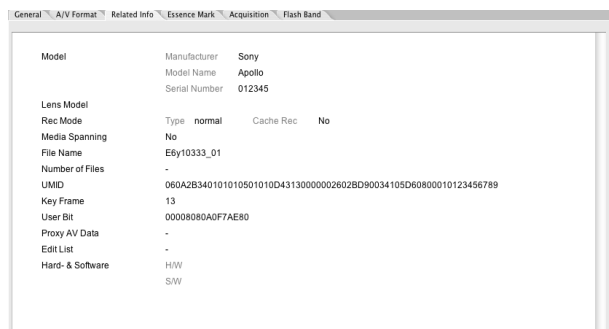 General A/V Format Related Info Essence Mark Acquisition Flash Band
Model Manufacturer Sony
Model Name Apollo
Serial Number 012345
Lens Model
Rec Mode Type normal Cache Rec No
Media Spanning No
File Name E6y10333_01
Number of Files -
UMID 060A2B340101010501010D43130000002602BD90034105D60800010123456789
Key Frame 13
User Bit 00008080A0F7AE80
Proxy AV Data -
Edit List -
Hard- & Software H/W
S/W